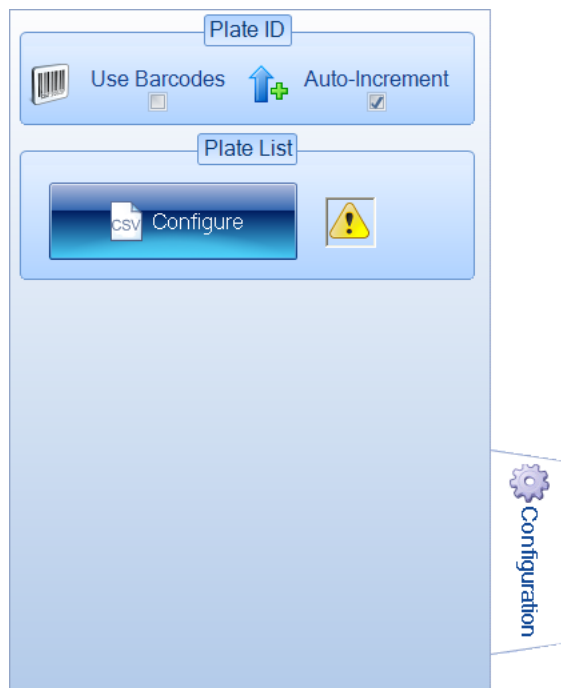 Plate ID
Use Barcodes
Auto-Increment
Plate List
CSV
Configure
Configuration